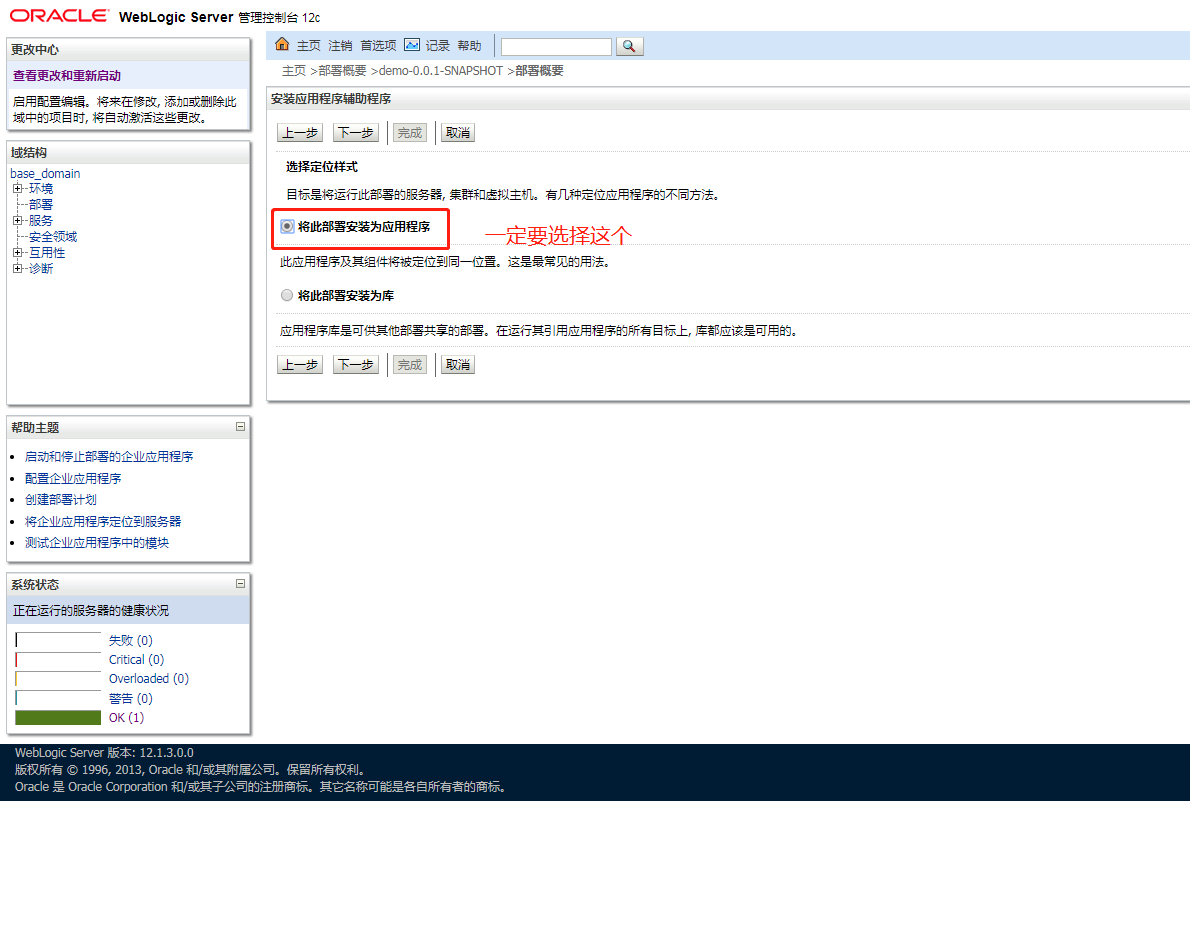 ORACLE® WebLogic Server 管理控制台 12c
更改中心
查看更改和重新启动
启用配置编辑。将来在修改, 添加或删除此
域中的项目时, 将自动激活这些更改。
域结构
base_domain
环境
部署
服务
安全领域
互用性
诊断
帮助主题
启动和停止部署的企业应用程序
配置企业应用程序
创建部署计划
将企业应用程序定位到服务器
测试企业应用程序中的模块
系统状态
正在运行的服务器的健康状况
失败 (0)
Critical (0)
Overloaded (0)
警告 (0)
OK (1)
主页 注销 首选项 记录 帮助
主页 >部署概要 >demo-0.0.1-SNAPSHOT >部署概要
安装应用程序辅助程序
上一步 下一步 完成 取消
选择定位样式
目标是将运行此部署的服务器, 集群和虚拟主机。有几种定位应用程序的不同方法。
将此部署安装为应用程序 一定要选择这个
此应用程序及其组件将被定位到同一位置。这是最常见的用法。
将此部署安装为库
应用程序库是可供其他部署共享的部署。在运行其引用应用程序的所有目标上, 库都应该是可用的。
上一步 下一步 完成 取消
WebLogic Server 版本: 12.1.3.0.0
版权所有 © 1996, 2013, Oracle 和/或其附属公司。保留所有权利。
Oracle 是 Oracle Corporation 和/或其子公司的注册商标。其它名称可能是各自所有者的商标。